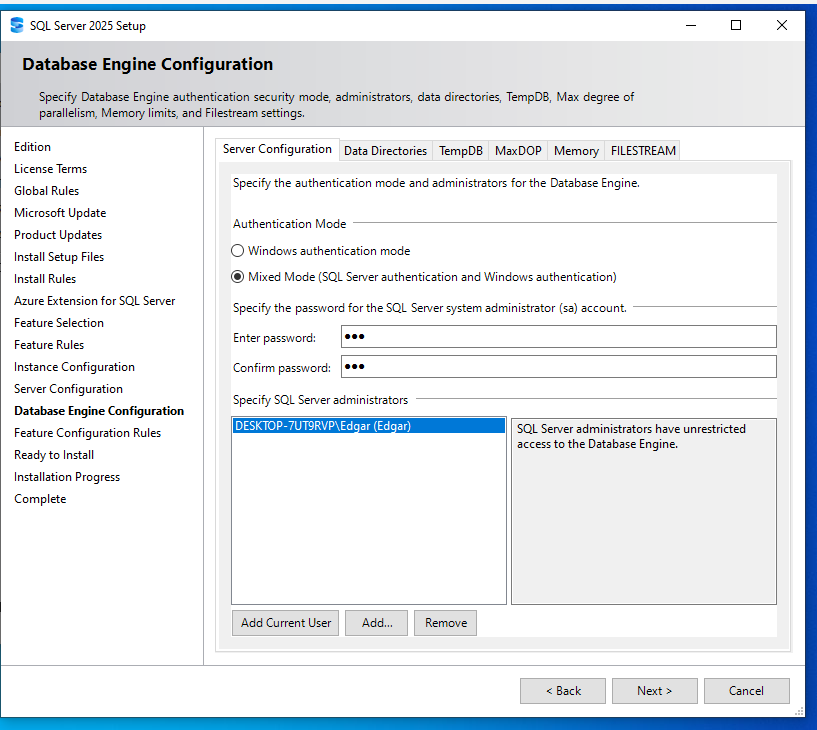 SQL Server 2025 Setup
Database Engine Configuration
Specify Database Engine authentication security mode, administrators, data directories, TempDB, Max degree of
parallelism, Memory limits, and Filestream settings.
Edition
License Terms
Global Rules
Microsoft Update
Product Updates
Install Setup Files
Install Rules
Azure Extension for SQL Server
Feature Selection
Feature Rules
Instance Configuration
Server Configuration
Database Engine Configuration
Feature Configuration Rules
Ready to Install
Installation Progress
Complete
Server Configuration Data Directories TempDB MaxDOP Memory FILESTREAM
Specify the authentication mode and administrators for the Database Engine.
Authentication Mode
Windows authentication mode
Mixed Mode (SQL Server authentication and Windows authentication)
Specify the password for the SQL Server system administrator (sa) account.
Enter password: ●●●
Confirm password: ●●●
Specify SQL Server administrators
DESKTOP-7UT9RVP\Edgar (Edgar)
SQL Server administrators have unrestricted
access to the Database Engine.
Add Current User Add... Remove
< Back Next > Cancel